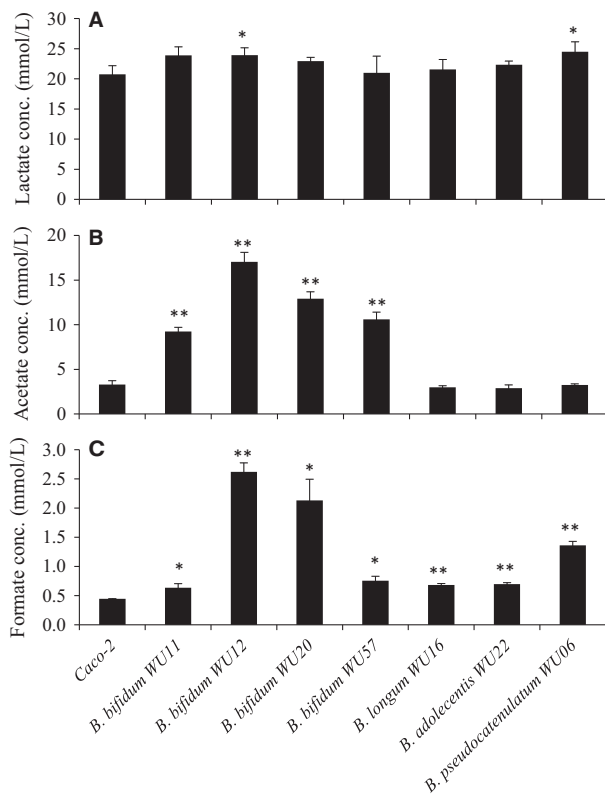 A
Lactate conc. (mmol/L)
30
25
20
15
10
5
0
*
*
B
Acetate conc. (mmol/L)
20
15
10
5
0
**
**
**
**
C
Formate conc. (mmol/L)
3.0
2.5
2.0
1.5
1.0
0.5
0.0
*
**
*
*
**
**
**
Caco-2
B. bifidum WU11
B. bifidum WU12
B. bifidum WU20
B. bifidum WU57
B. longum WU16
B. adolecentis WU22
B. pseudocatenulatum WU06